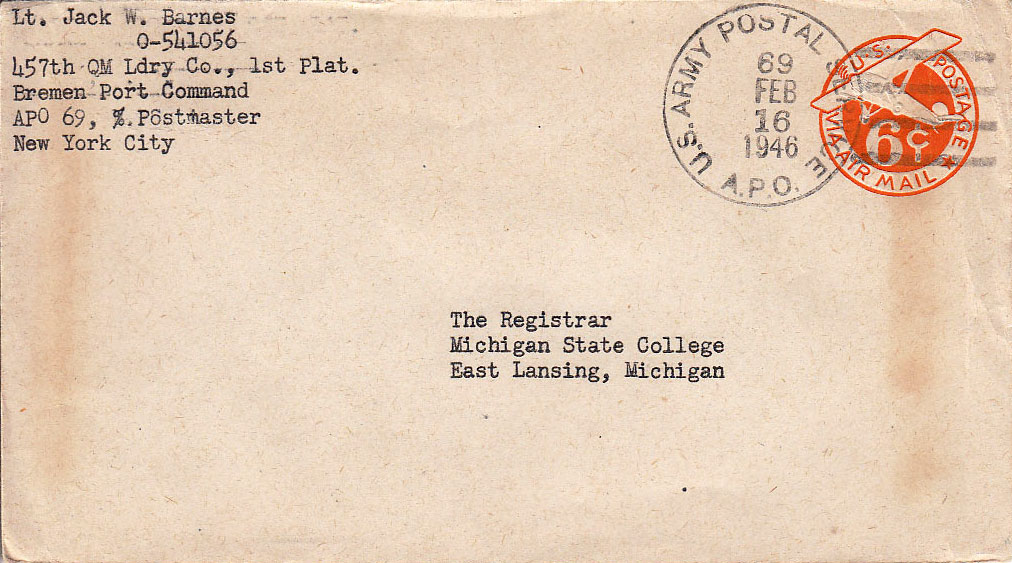 Lt. Jack W. Barnes
O-541056
457th QM Ldry Co., 1st Plat.
Bremen Port Command
APO 69, %.Postmaster
New York City
U.S. ARMY POSTAL
A.P.O.
69
FEB
16
1946
U.S. POSTAGE
6¢
VIA AIR MAIL
The Registrar
Michigan State College
East Lansing, Michigan